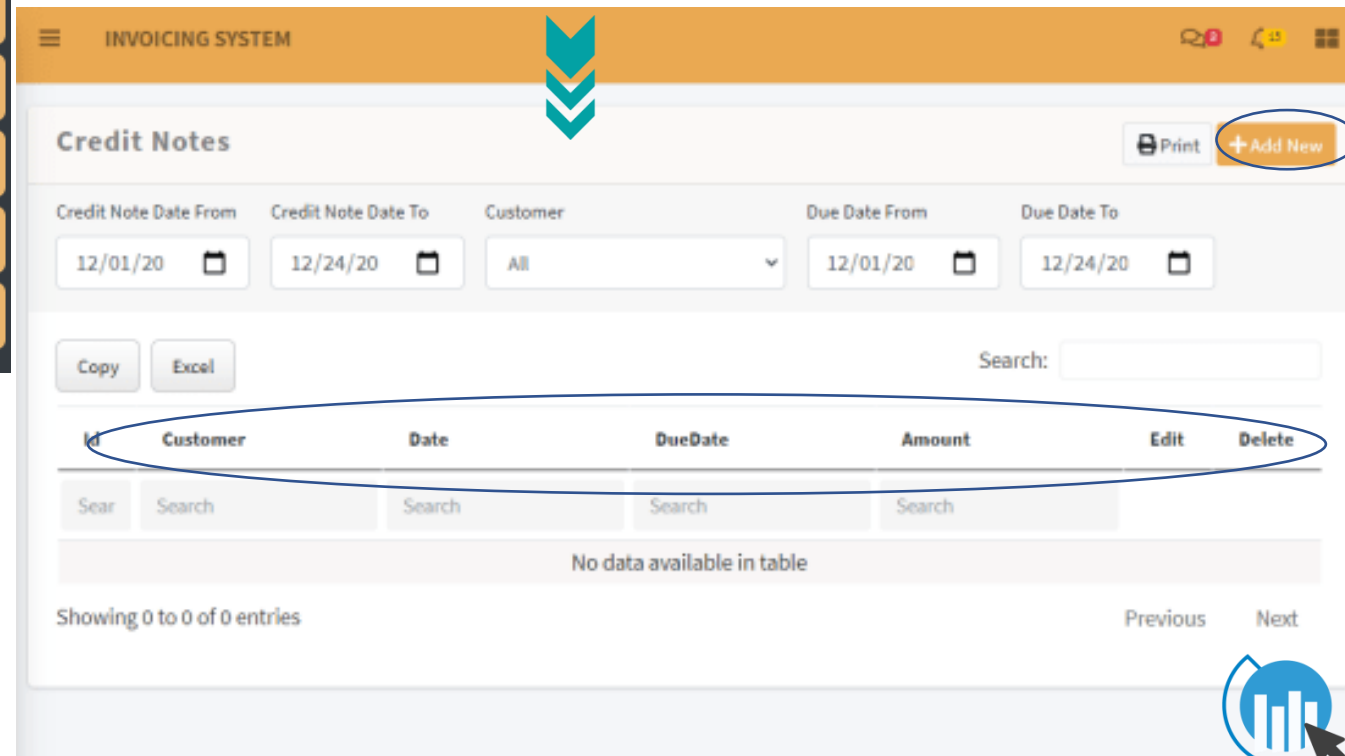 INVOICING SYSTEM
2 15
Credit Notes
Print +Add New
Credit Note Date From Credit Note Date To Customer Due Date From Due Date To
12/01/20 12/24/20 All 12/01/20 12/24/20
Copy Excel Search:
Id Customer Date DueDate Amount Edit Delete
Sear Search Search Search Search
No data available in table
Showing 0 to 0 of 0 entries Previous Next